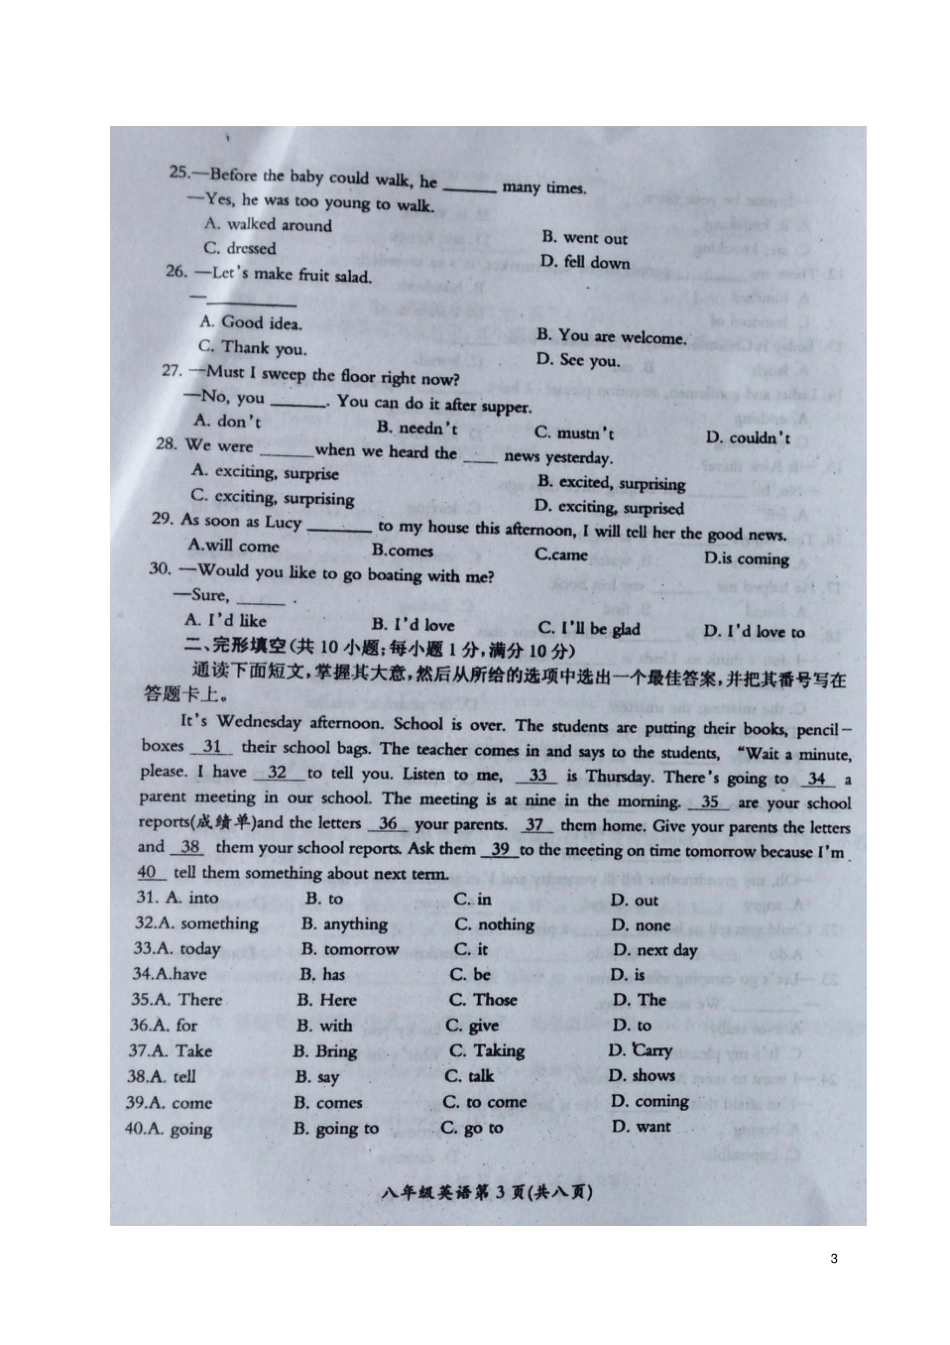 25.—Before the baby could walk, he ______ many times.
—Yes, he was too young to walk.
A. walked around B. went out
C. dressed D. fell down
26. —Let's make fruit salad.
—__________
A. Good idea. B. You are welcome.
C. Thank you. D. See you.
27. —Must I sweep the floor right now?
—No, you ______. You can do it after supper.
A. don't B. needn't C. mustn't D. couldn't
28. We were ______when we heard the ____ news yesterday.
A. exciting, surprise B. excited, surprising
C. exciting, surprising D. exciting, surprised
29. As soon as Lucy _______ to my house this afternoon, I will tell her the good news.
A.will come B.comes C.came D.is coming
30. —Would you like to go boating with me?
—Sure, _____ .
A. I'd like B. I'd love C. I'll be glad D. I'd love to
二、完形填空(共 10 小题;每小题 1 分,满分 10 分)
通读下面短文,掌握其大意,然后从所给的选项中选出一个最佳答案,并把其番号写在
答题卡上。
It's Wednesday afternoon. School is over. The students are putting their books, pencil-
boxes 31 their school bags. The teacher comes in and says to the students, “Wait a minute,
please. I have 32 to tell you. Listen to me, 33 is Thursday. There's going to 34 a
parent meeting in our school. The meeting is at nine in the morning. 35 are your school
reports(成绩单)and the letters 36 your parents. 37 them home. Give your parents the letters
and 38 them your school reports. Ask them 39 to the meeting on time tomorrow because I'm
40 tell them something about next term.
31. A. into B. to C. in D. out
32.A. something B. anything C. nothing D. none
33.A. today B. tomorrow C. it D. next day
34.A.have B. has C. be D. is
35.A. There B. Here C. Those D. The
36.A. for B. with C. give D. to
37.A. Take B. Bring C. Taking D. Carry
38.A. tell B. say C. talk D. shows
39.A. come B. comes C. to come D. coming
40.A. going B. going to C. go to D. want
八年级英语第 3 页(共八页)
3